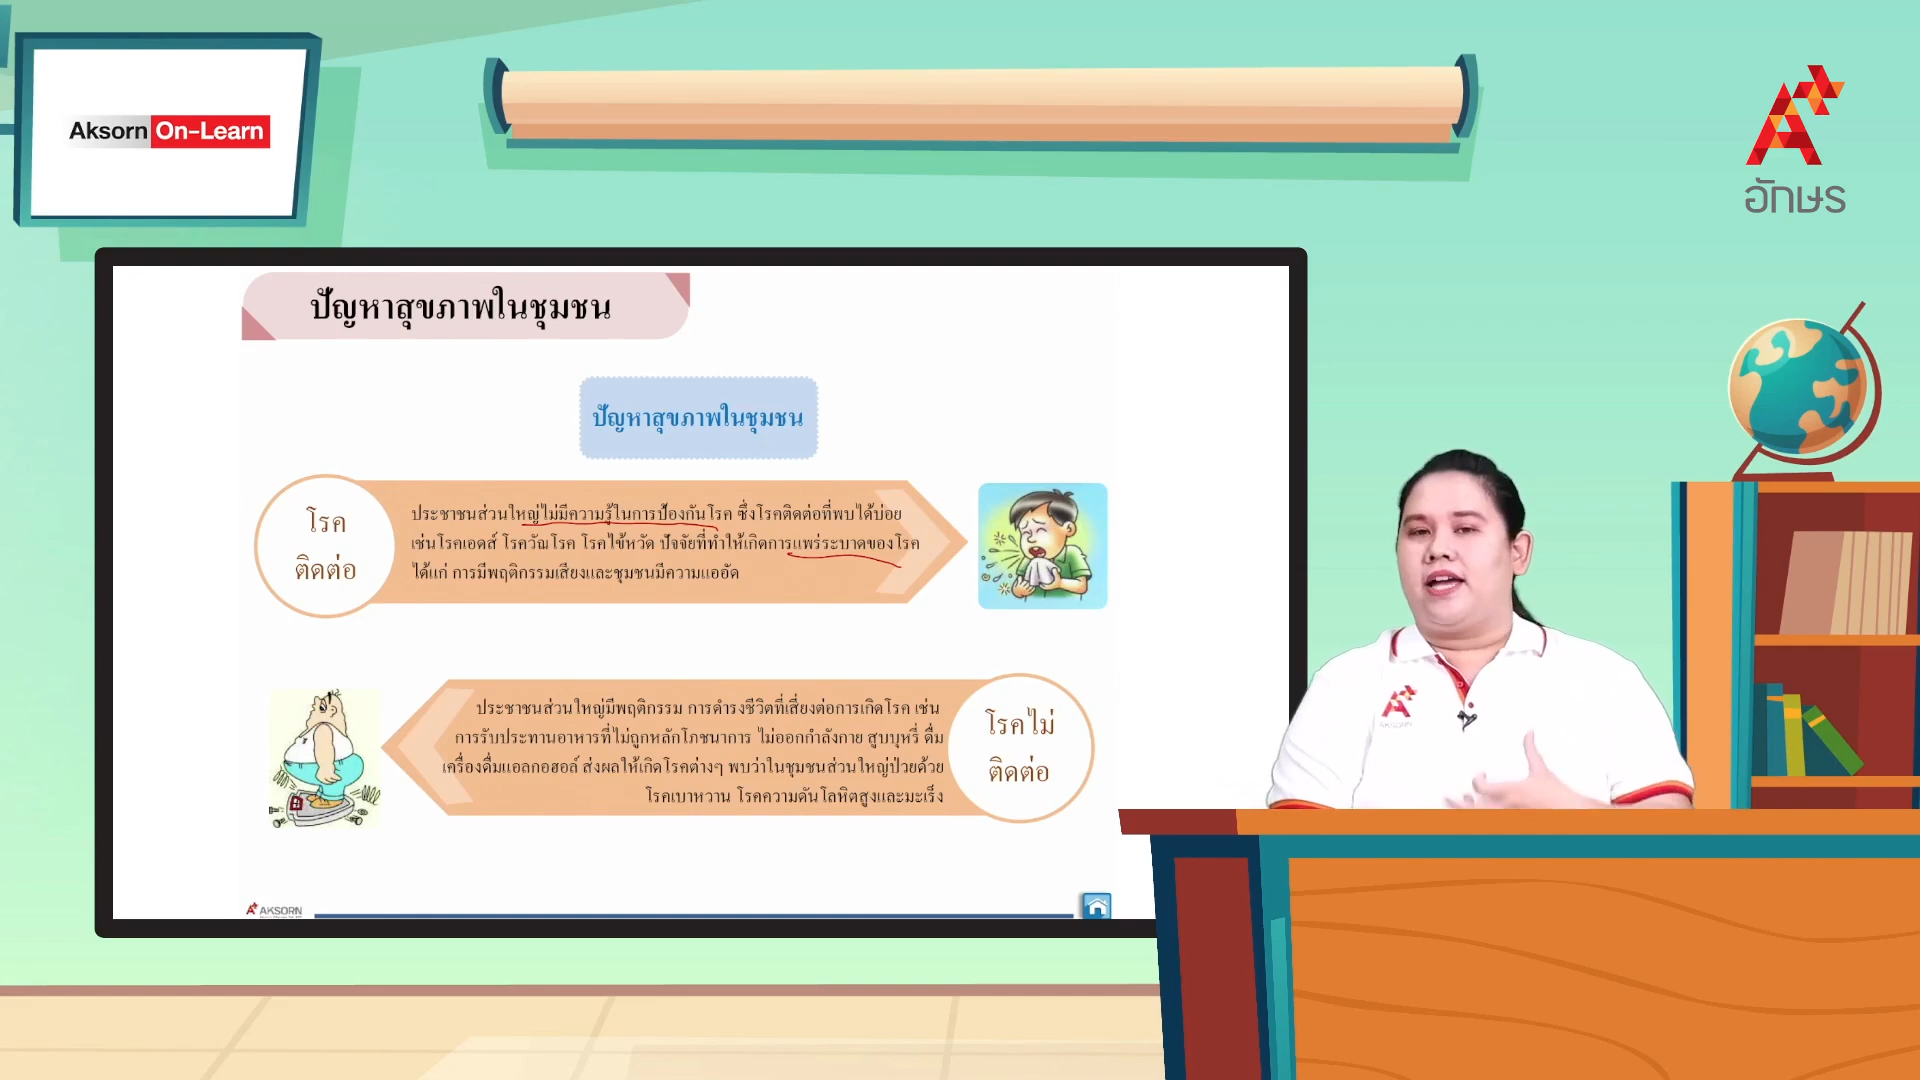 Aksorn On-Learn
อักษร
ปัญหาสุขภาพในชุมชน
ปัญหาสุขภาพในชุมชน
โรค
ติดต่อ
ประชาชนส่วนใหญ่ไม่มีความรู้ในการป้องกันโรค ซึ่งโรคติดต่อที่พบได้บ่อย
เช่นโรคเอดส์ โรควัณโรค โรคไข้หวัด ปัจจัยที่ทำให้เกิดการแพร่ระบาดของโรค
ได้แก่ การมีพฤติกรรมเสี่ยงและชุมชนมีความแออัด
ประชาชนส่วนใหญ่มีพฤติกรรม การดำรงชีวิตที่เสี่ยงต่อการเกิดโรค เช่น
การรับประทานอาหารที่ไม่ถูกหลักโภชนาการ ไม่ออกกำลังกาย สูบบุหรี่ ดื่ม
เครื่องดื่มแอลกอฮอล์ ส่งผลให้เกิดโรคต่างๆ พบว่าในชุมชนส่วนใหญ่ป่วยด้วย
โรคเบาหวาน โรคความดันโลหิตสูงและมะเร็ง
โรคไม่
ติดต่อ
AKSORN
AKSORN